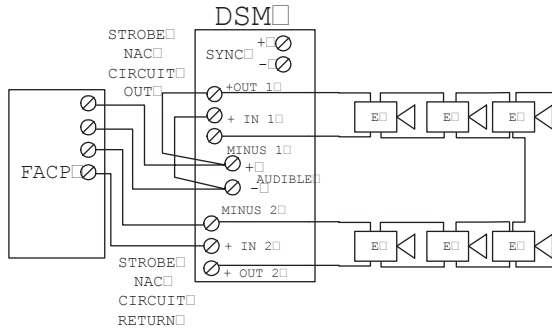 DSM
STROBE
NAC
CIRCUIT
OUT
SYNC
+
-
+OUT 1
+ IN 1
MINUS 1
+
-
AUDIBLE
MINUS 2
+ IN 2
+ OUT 2
FACP
E
E
E
E
E
E
STROBE
NAC
CIRCUIT
RETURN